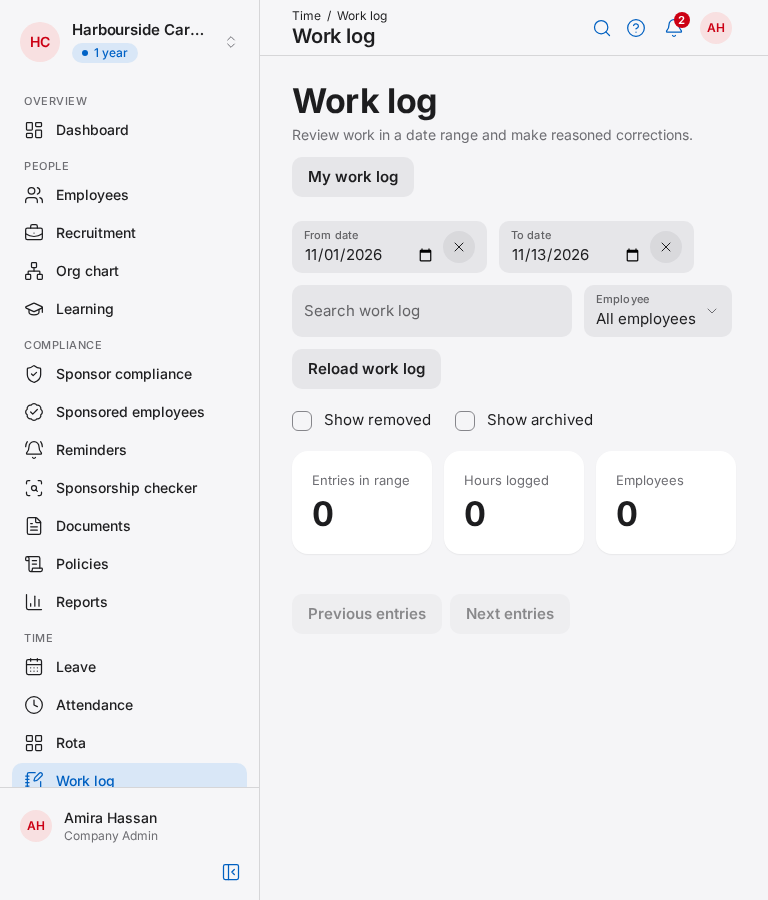 HC
Harbourside Car...
1 year
OVERVIEW
Dashboard
PEOPLE
Employees
Recruitment
Org chart
Learning
COMPLIANCE
Sponsor compliance
Sponsored employees
Reminders
Sponsorship checker
Documents
Policies
Reports
TIME
Leave
Attendance
Rota
Work log
AH
Amira Hassan
Company Admin
Time / Work log
Work log
2
AH
Work log
Review work in a date range and make reasoned corrections.
My work log
From date
11/01/2026
To date
11/13/2026
Search work log
Employee
All employees
Reload work log
Show removed
Show archived
Entries in range
0
Hours logged
0
Employees
0
Previous entries
Next entries